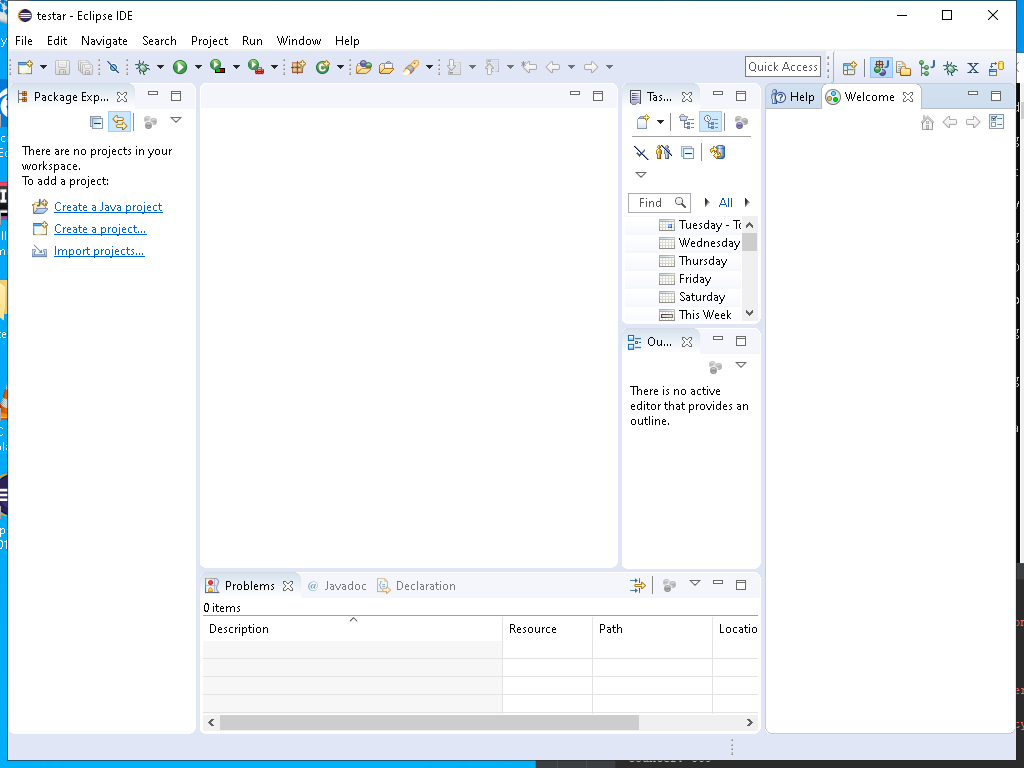 testar - Eclipse IDE
File Edit Navigate Search Project Run Window Help
Quick Access
Package Exp...
There are no projects in your
workspace.
To add a project:
Create a Java project
Create a project...
Import projects...
Tas...
Find
All
Tuesday - To
Wednesday
Thursday
Friday
Saturday
This Week
Ou...
There is no active
editor that provides an
outline.
Help
Welcome
Problems
@ Javadoc
Declaration
0 items
Description Resource Path Locatio